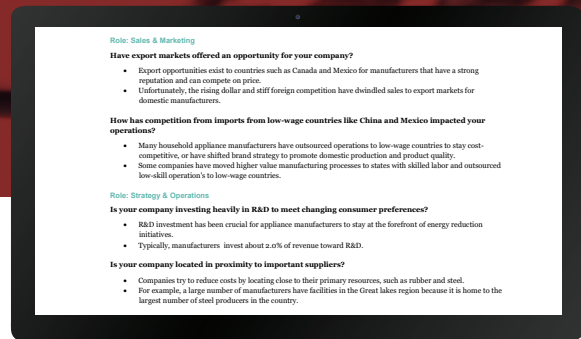 Role: Sales & Marketing
Have export markets offered an opportunity for your company?
• Export opportunities exist to countries such as Canada and Mexico for manufacturers that have a strong
reputation and can compete on price.
• Unfortunately, the rising dollar and stiff foreign competition have dwindled sales to export markets for
domestic manufacturers.
How has competition from imports from low-wage countries like China and Mexico impacted your
operations?
• Many household appliance manufacturers have outsourced operations to low-wage countries to stay cost-
competitive, or have shifted brand strategy to promote domestic production and product quality.
• Some companies have moved higher value manufacturing processes to states with skilled labor and outsourced
low-skill operation's to low-wage countries.
Role: Strategy & Operations
Is your company investing heavily in R&D to meet changing consumer preferences?
• R&D investment has been crucial for appliance manufacturers to stay at the forefront of energy reduction
initiatives.
• Typically, manufacturers invest about 2.0% of revenue toward R&D.
Is your company located in proximity to important suppliers?
• Companies try to reduce costs by locating close to their primary resources, such as rubber and steel.
• For example, a large number of manufacturers have facilities in the Great lakes region because it is home to the
largest number of steel producers in the country.